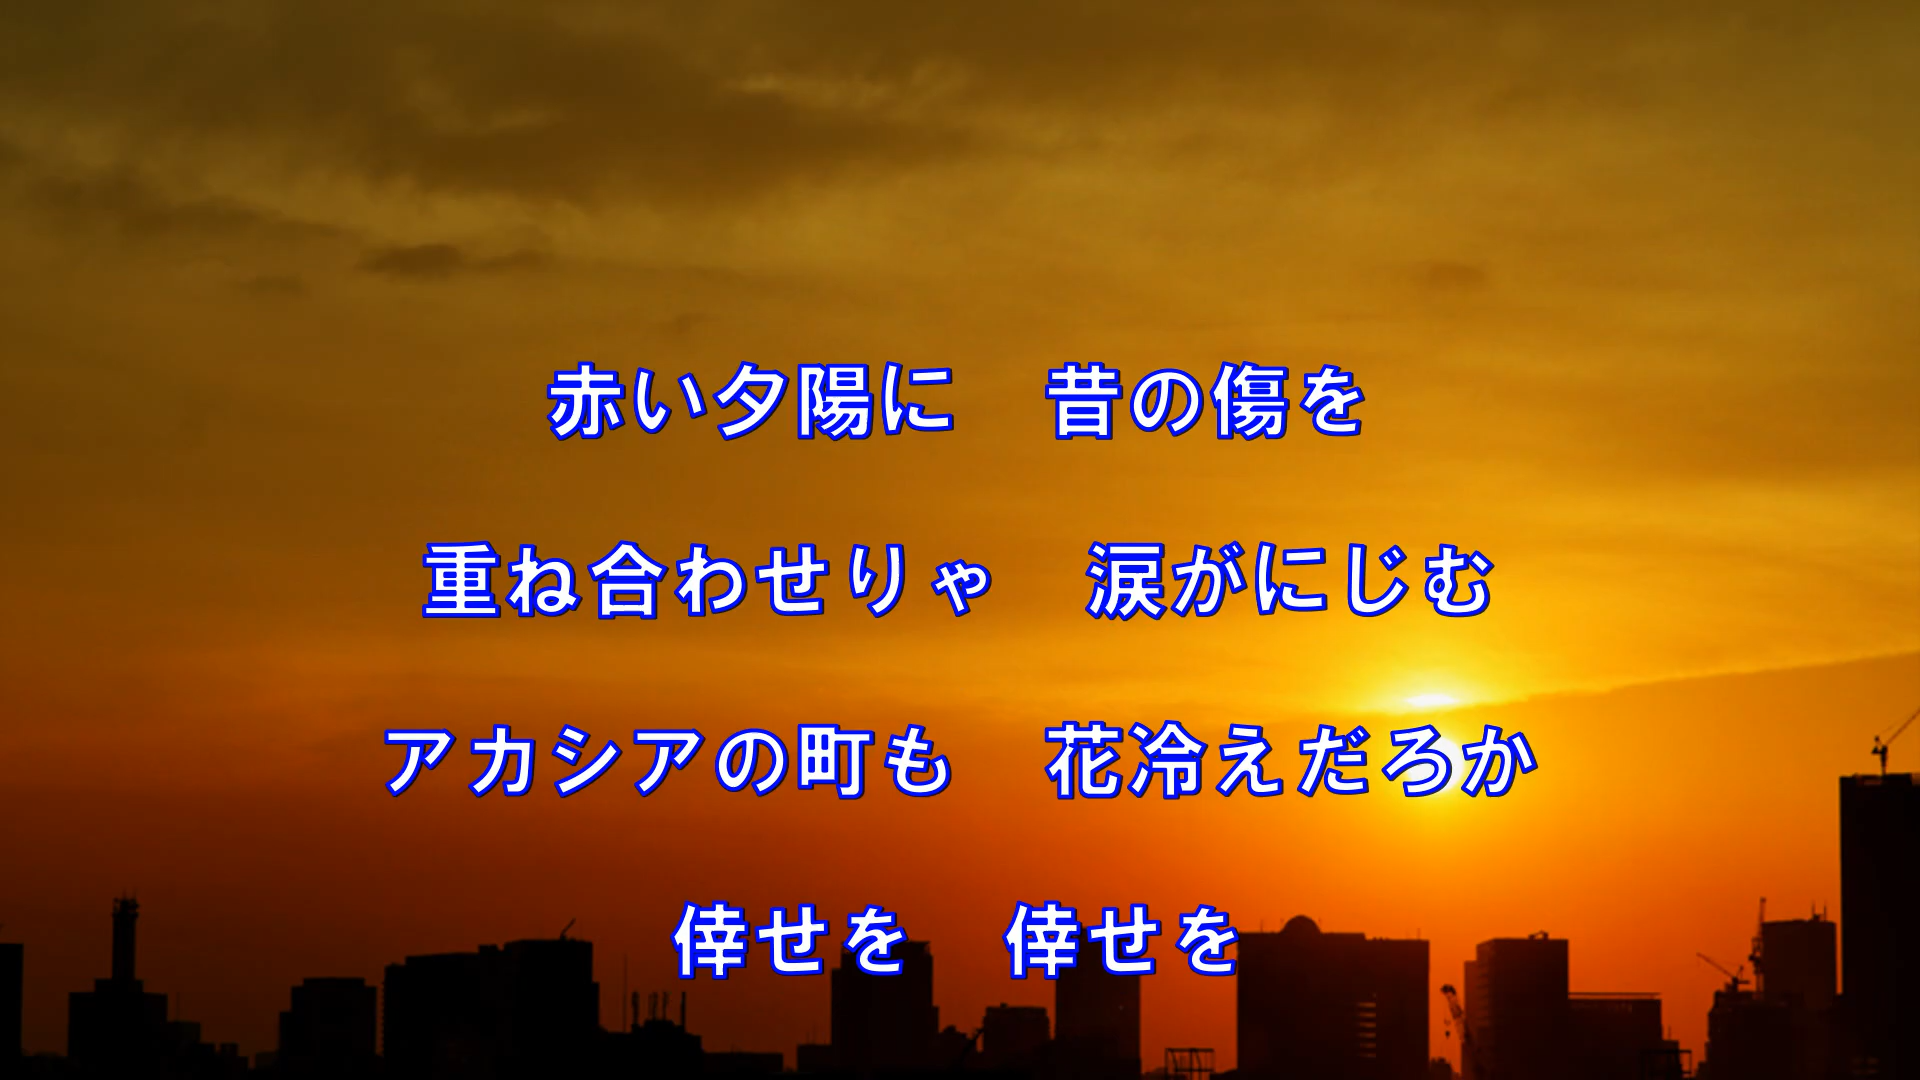 赤い夕陽に　昔の傷を
重ね合わせりゃ　涙がにじむ
アカシアの町も　花冷えだろか
倖せを　倖せを